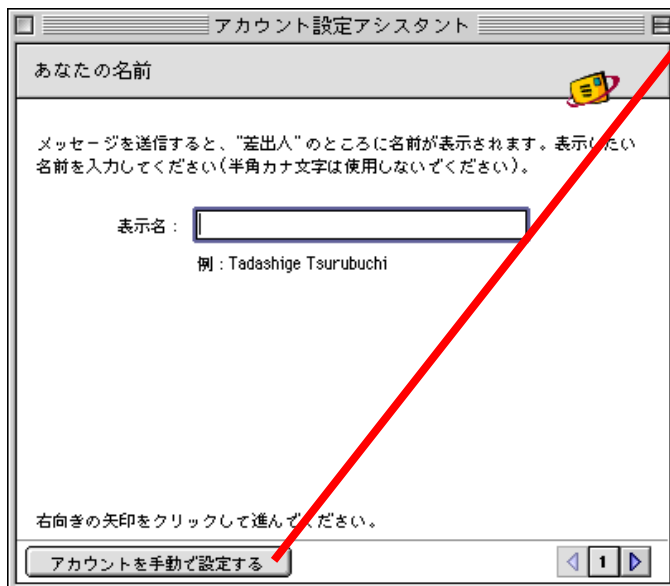 アカウント設定アシスタント
あなたの名前
メッセージを送信すると、"差出人"のところに名前が表示されます。表示したい
名前を入力してください(半角カナ文字は使用しないでください)。
表示名:
例:Tadashige Tsurubuchi
右向きの矢印をクリックして進んでください。
アカウントを手動で設定する
1